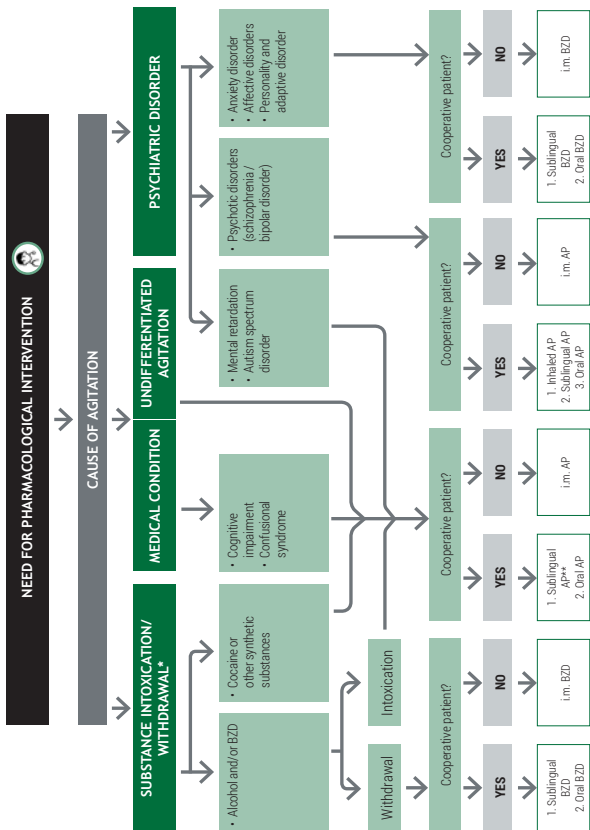 NEED FOR PHARMACOLOGICAL INTERVENTION
CAUSE OF AGITATION
SUBSTANCE INTOXICATION/
WITHDRAWAL*
MEDICAL CONDITION
UNDIFFERENTIATED
AGITATION
PSYCHIATRIC DISORDER
• Alcohol and/or BZD
• Cocaine or
other synthetic
substances
• Cognitive
impairment
• Confusional
syndrome
• Mental retardation
• Autism spectrum
disorder
• Psychotic disorders
(schizophrenia /
bipolar disorder)
• Anxiety disorder
• Affective disorders
• Personality and
adaptive disorder
Withdrawal
Intoxication
Cooperative patient?
Cooperative patient?
Cooperative patient?
Cooperative patient?
YES
NO
YES
NO
YES
NO
YES
NO
1. Sublingual
BZD
2. Oral BZD
i.m. BZD
1. Sublingual
AP**
2. Oral AP
i.m. AP
1. Inhaled AP
2. Sublingual AP
3. Oral AP
i.m. AP
1. Sublingual
BZD
2. Oral BZD
i.m. BZD